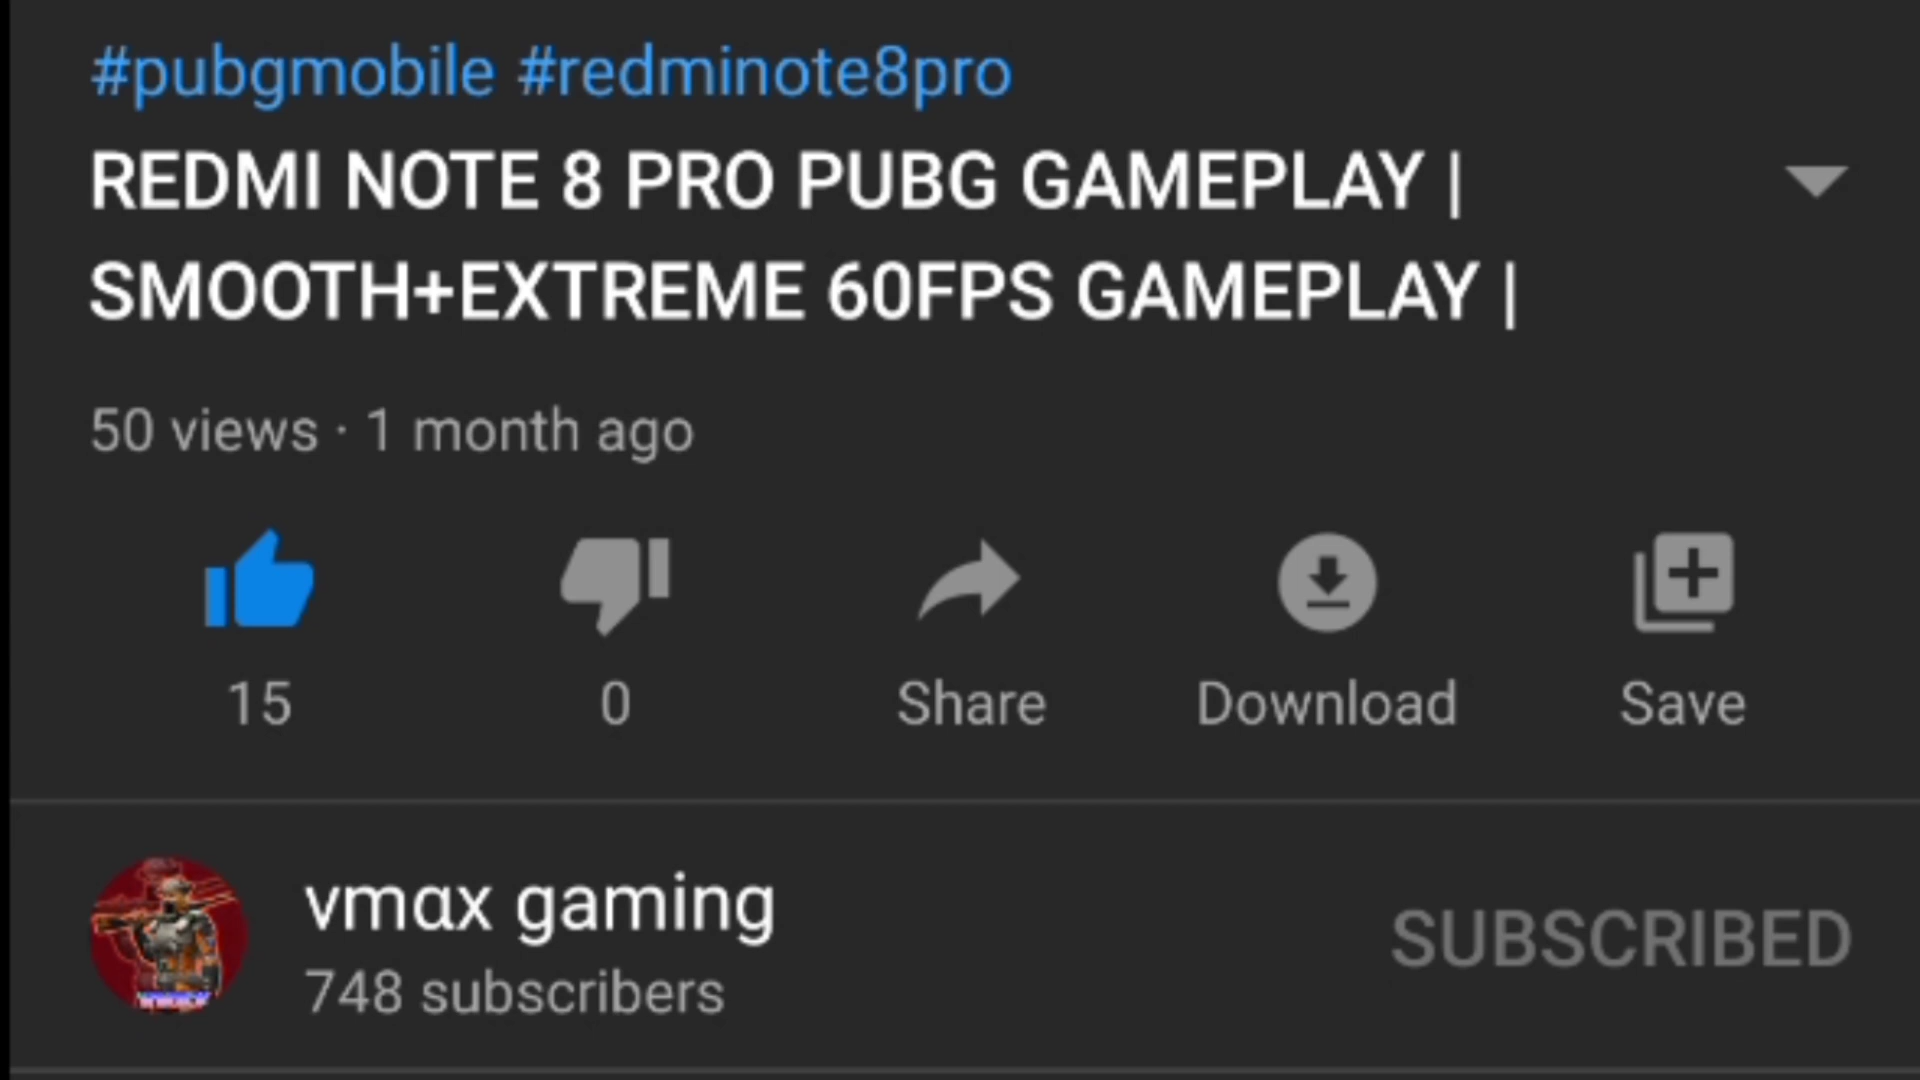 #pubgmobile #redminote8pro
REDMI NOTE 8 PRO PUBG GAMEPLAY |
SMOOTH+EXTREME 60FPS GAMEPLAY |
50 views · 1 month ago
15
0
Share
Download
Save
vmαx gaming
SUBSCRIBED
748 subscribers